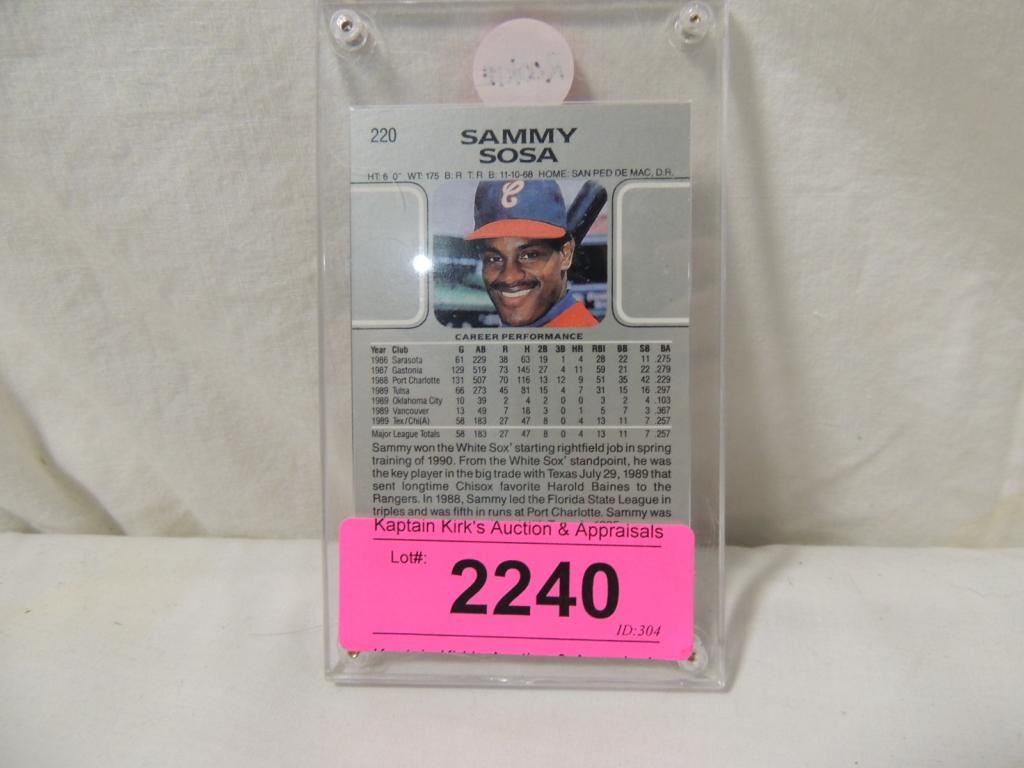 ROOKIE
220
SAMMY
SOSA
HT: 6 0" WT: 175 B: R T: R B: 11-10-68 HOME: SAN PED DE MAC, D.R.
C
CAREER PERFORMANCE
Year Club G AB R H 2B 3B HR RBI BB SB BA
1986 Sarasota 61 229 38 63 19 1 4 28 22 11 .275
1987 Gastonia 129 519 73 145 27 4 11 59 21 22 .279
1988 Port Charlotte 131 507 70 116 13 12 9 51 35 42 .229
1989 Tulsa 66 273 45 81 15 4 7 31 15 16 .297
1989 Oklahoma City 10 39 2 4 2 0 0 3 2 4 .103
1989 Vancouver 13 49 7 18 3 0 1 5 7 3 .367
1989 Tex/Chi(A) 58 183 27 47 8 0 4 13 11 7 .257
Major League Totals 58 183 27 47 8 0 4 13 11 7 .257
Sammy won the White Sox' starting rightfield job in spring
training of 1990. From the White Sox' standpoint, he was
the key player in the big trade with Texas July 29, 1989 that
sent longtime Chisox favorite Harold Baines to the
Rangers. In 1988, Sammy led the Florida State League in
triples and was fifth in runs at Port Charlotte. Sammy was
Kaptain Kirk's Auction & Appraisals
Lot#:
2240
ID:304